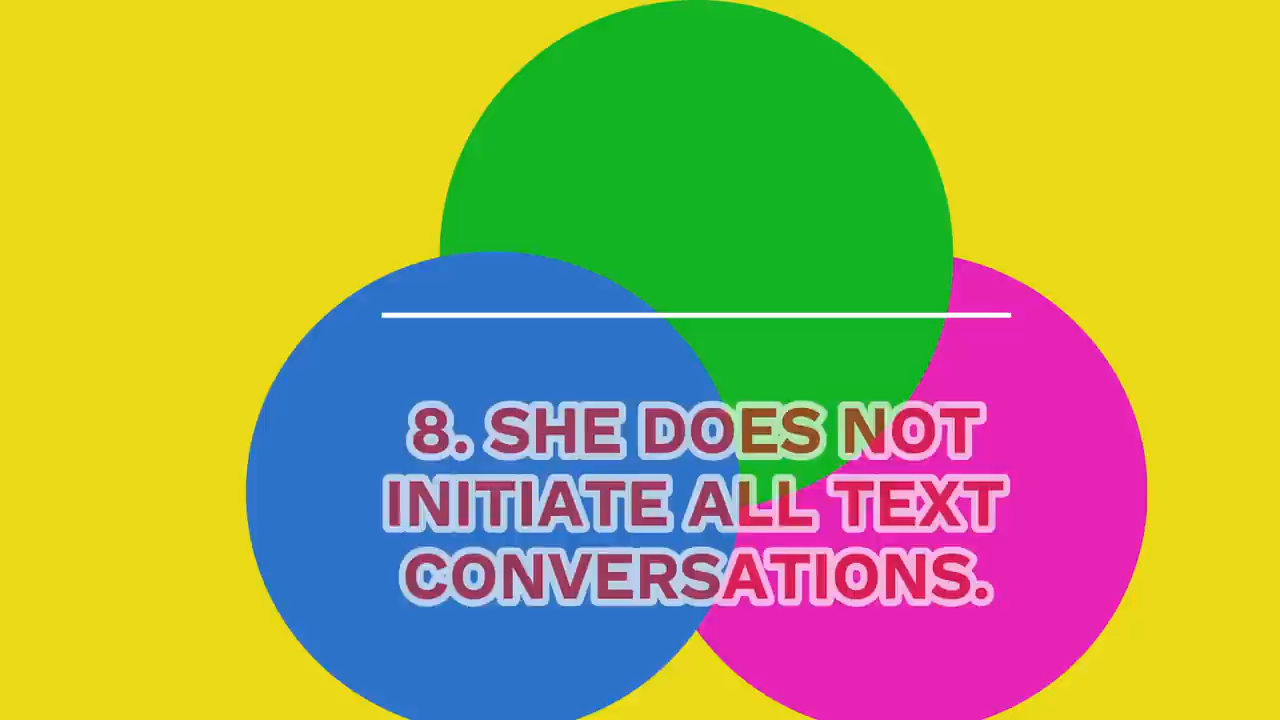 8. SHE DOES NOT
INITIATE ALL TEXT
CONVERSATIONS.